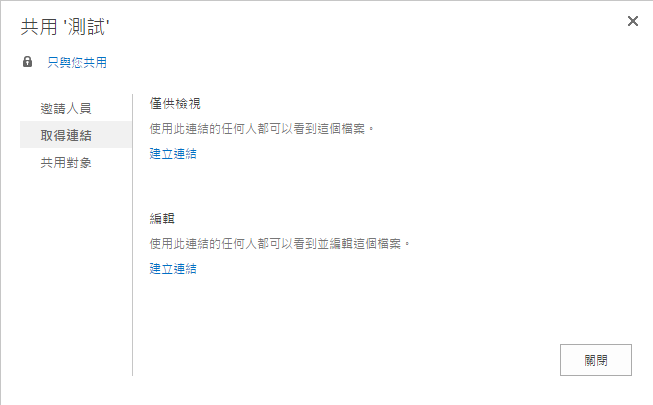 共用 '測試'
只與您共用
邀請人員
取得連結
共用對象
僅供檢視
使用此連結的任何人都可以看到這個檔案。
建立連結
編輯
使用此連結的任何人都可以看到並編輯這個檔案。
建立連結
關閉